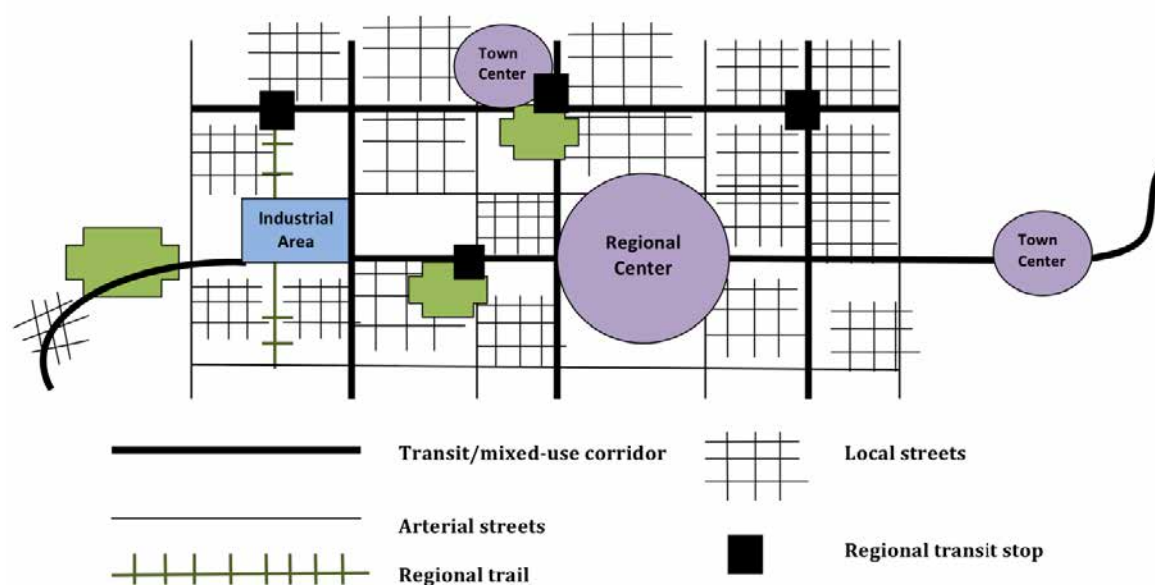 Town
Center
Industrial
Area
Regional
Center
Town
Center
Transit/mixed-use corridor
Local streets
Arterial streets
Regional transit stop
Regional trail